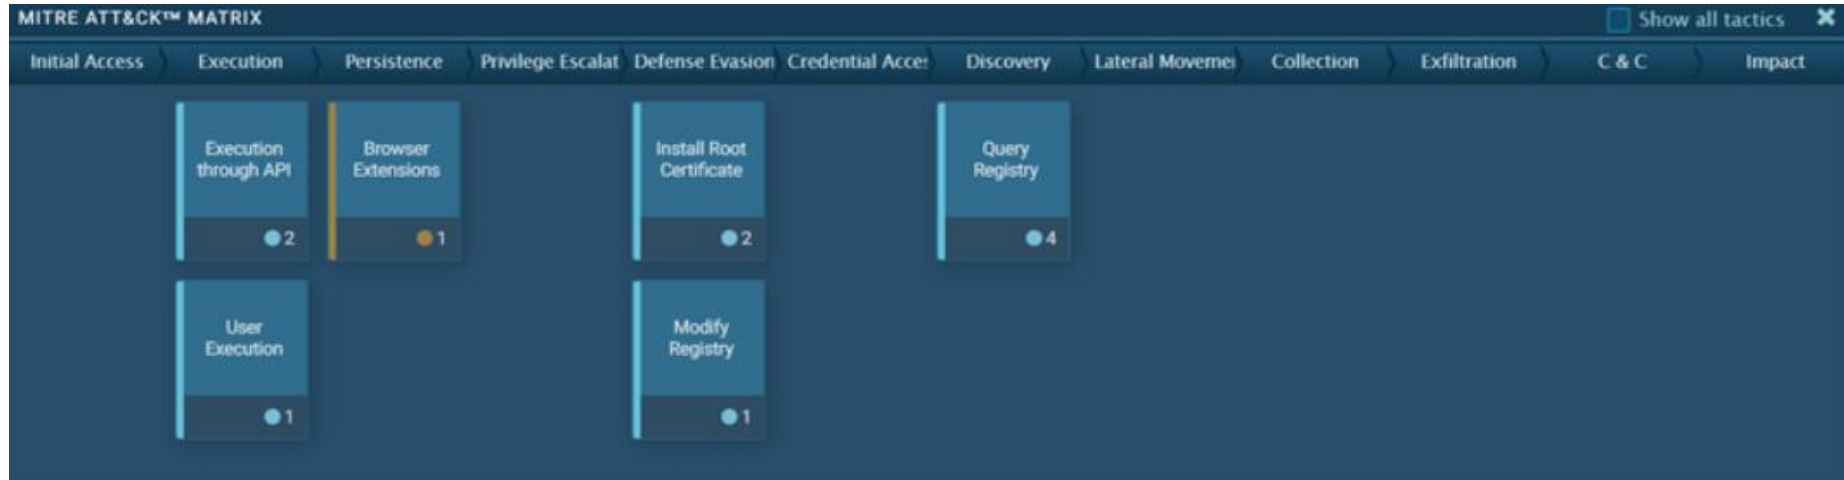 MITRE ATT&CK™ MATRIX
Show all tactics
Initial Access
Execution
Persistence
Privilege Escalat
Defense Evasion
Credential Acce
Discovery
Lateral Moveme
Collection
Exfiltration
C & C
Impact
Execution
through API
2
Browser
Extensions
1
Install Root
Certificate
2
Query
Registry
4
User
Execution
1
Modify
Registry
1